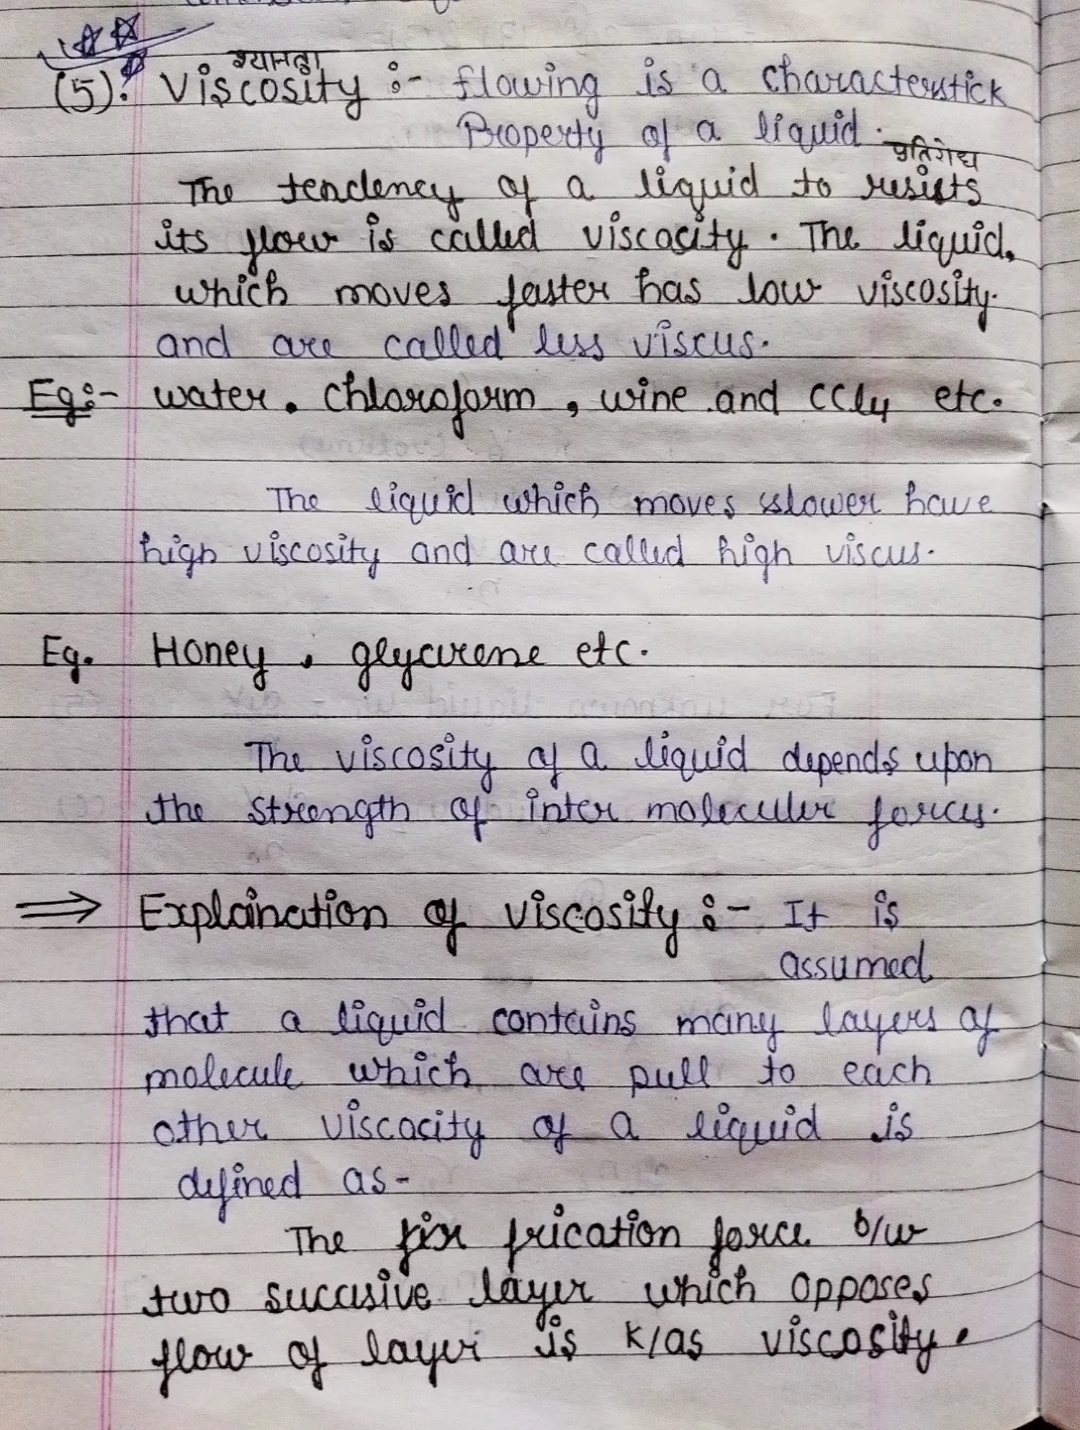 श्यानता
(5). Viscosity :- flowing is a characterstick
Property of a liquid.
प्रतिरोध
The tendency of a liquid to resists
its flow is called viscacity. The liquid,
which moves faster has low viscosity.
and are called less viscus.
Eg:- water, chloroform, wine and CCl4 etc.
The liquid which moves slower have
high viscosity and are called high viscus.
Eg. Honey, glycerene etc.
The viscosity of a liquid depends upon
the strength of inter moleculer forces.
⇒ Explaination of viscosity :- It is
assumed
that a liquid contains many layers of
molecule which are pull to each
other viscacity of a liquid is
defined as-
The fix frication force b/w
two succesive layer which opposes
flow of layer is k/as viscosity.